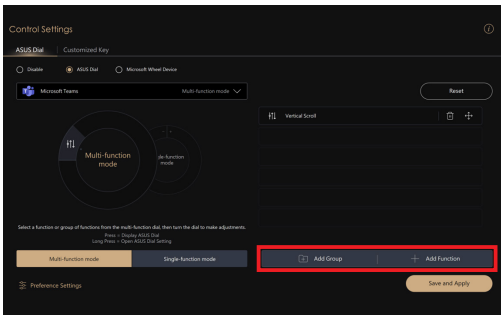 Control Settings
ASUS Dial
Customized Key
Disable
ASUS Dial
Microsoft Wheel Device
Microsoft Teams
Multi-function mode
Reset
Vertical Scroll
Multi-function
mode
mode
Select a function or group of functions from the multi-function dial, then turn the dial to make adjustments.
Press = Display ASUS Dial
Long Press = Open ASUS Dial Setting
Multi-function mode
Single-function mode
Add Group
Add Function
Preference Settings
Save and Apply